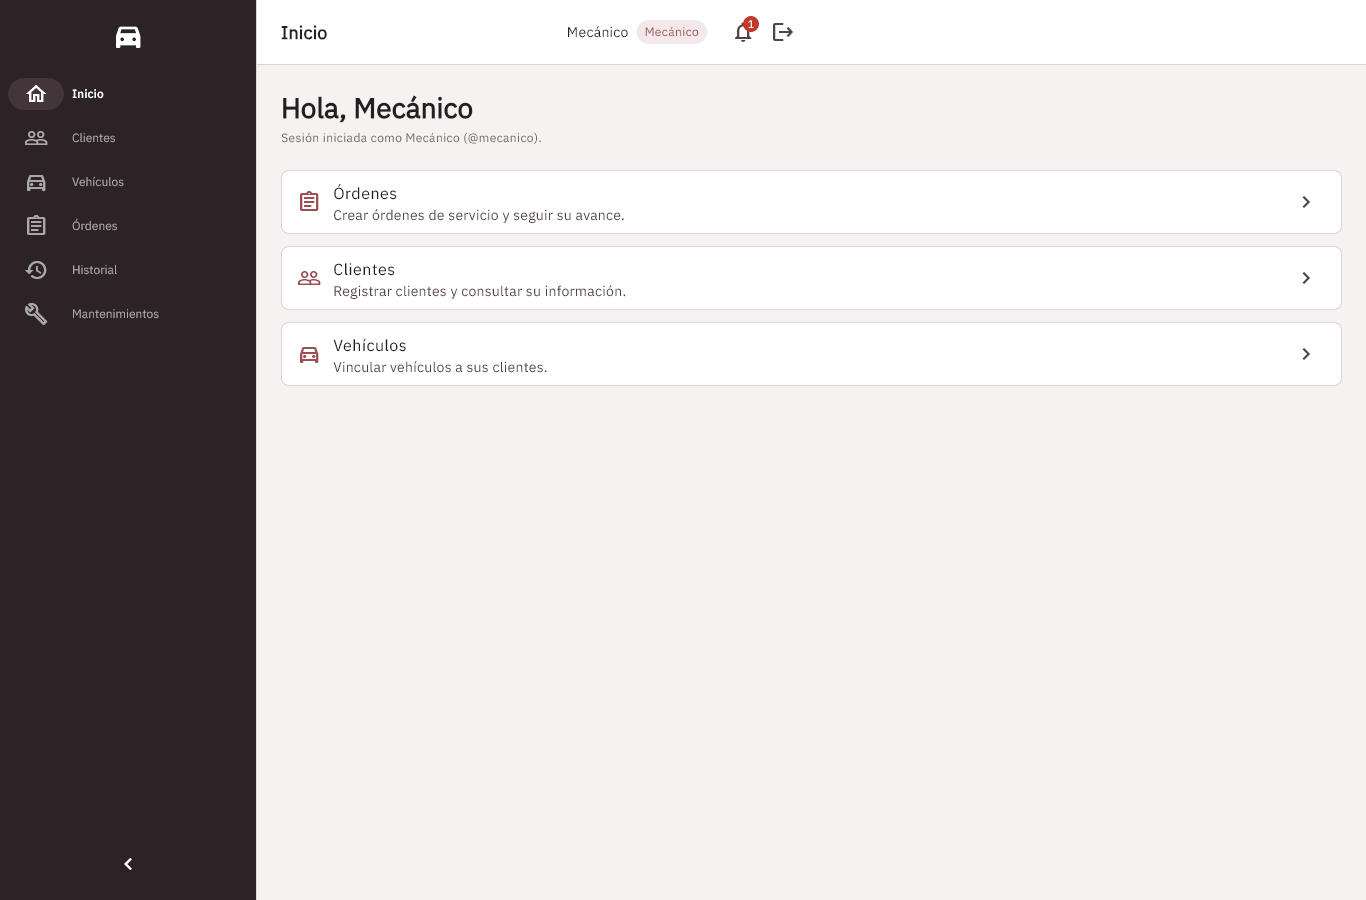 Inicio
Clientes
Vehículos
Órdenes
Historial
Mantenimientos
Inicio
Mecánico
Mecánico
1
Hola, Mecánico
Sesión iniciada como Mecánico (@mecanico).
Órdenes
Crear órdenes de servicio y seguir su avance.
Clientes
Registrar clientes y consultar su información.
Vehículos
Vincular vehículos a sus clientes.